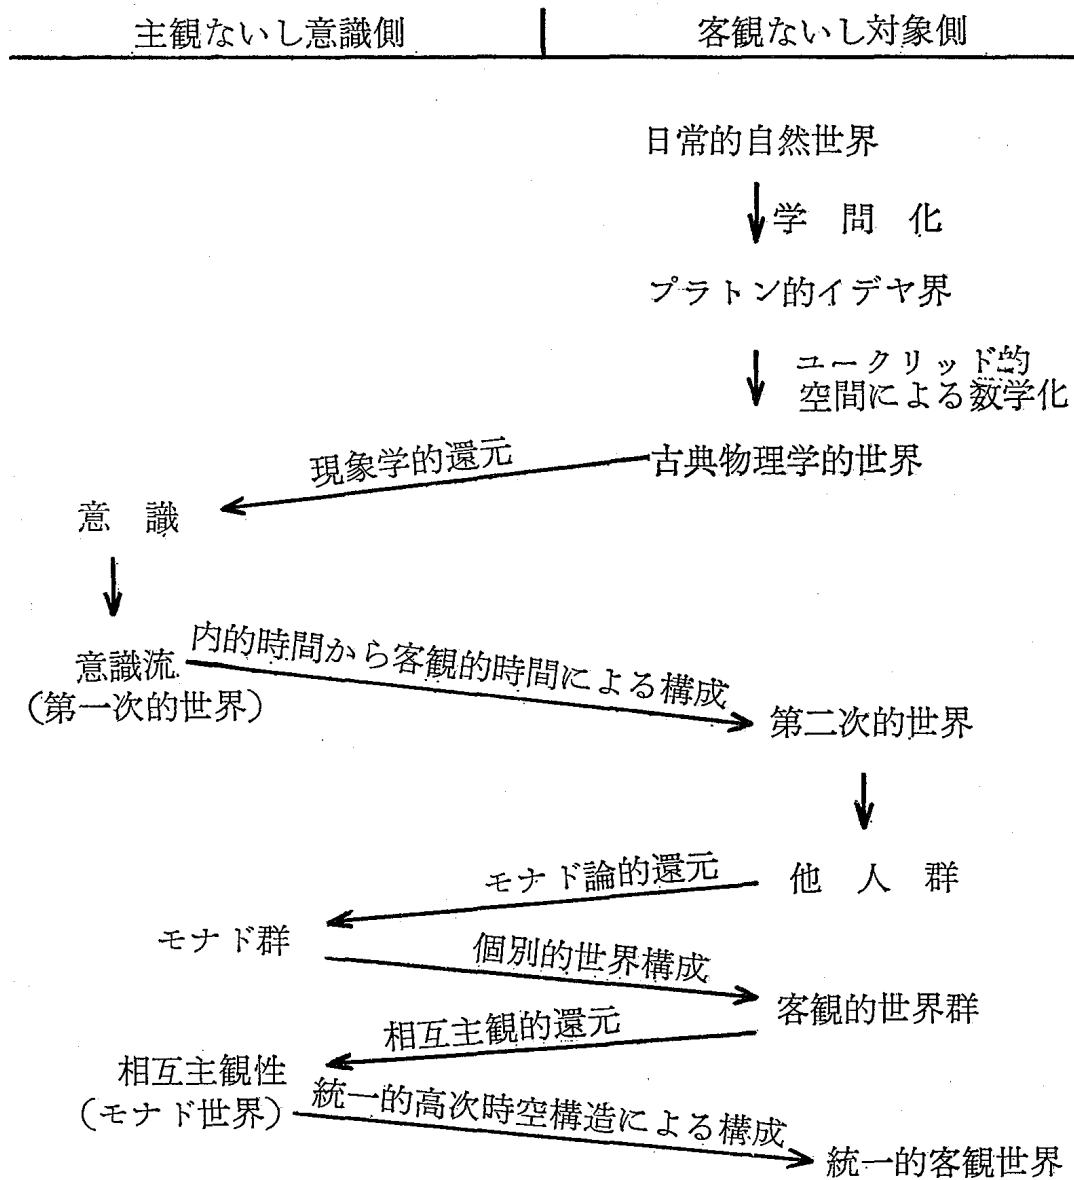 主観ないし意識側
客観ないし対象側
日常的自然世界
学問化
プラトン的イデヤ界
ユークリッド的
空間による数学化
現象学的還元
古典物理学的世界
意識
内的時間から客観的時間による構成
意識流
(第一次的世界)
第二次的世界
モナド論的還元
他人群
モナド群
個別的世界構成
客観的世界群
相互主観的還元
相互主観性
(モナド世界)
統一的高次時空構造による構成
統一的客観世界